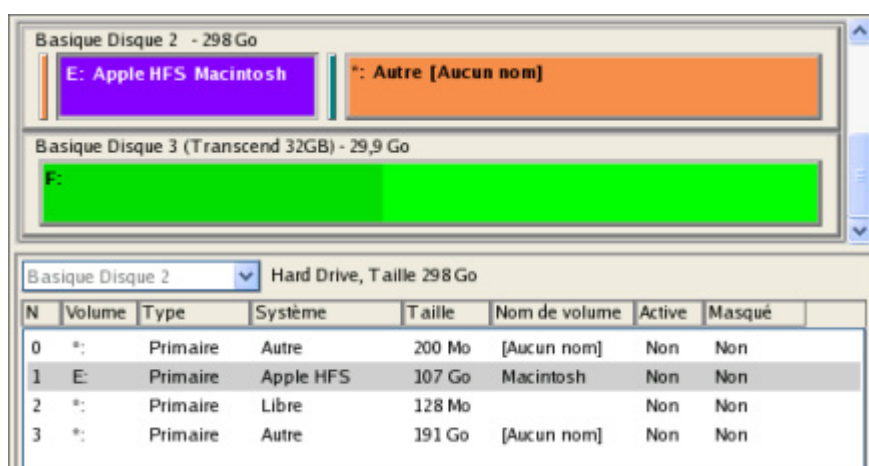 Basique Disque 2 - 298 Go
E: Apple HFS Macintosh
*: Autre [Aucun nom]
Basique Disque 3 (Transcend 32GB) - 29,9 Go
F:
Basique Disque 2 Hard Drive, Taille 298 Go
N Volume Type Système Taille Nom de volume Active Masqué
0 *: Primaire Autre 200 Mo [Aucun nom] Non Non
1 E: Primaire Apple HFS 107 Go Macintosh Non Non
2 *: Primaire Libre 128 Mo Non Non
3 *: Primaire Autre 191 Go [Aucun nom] Non Non